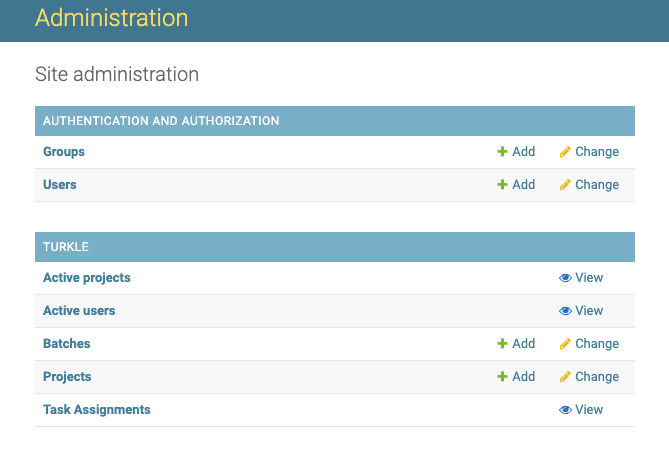 Administration
Site administration
AUTHENTICATION AND AUTHORIZATION
Groups Add Change
Users Add Change
TURKLE
Active projects View
Active users View
Batches Add Change
Projects Add Change
Task Assignments View